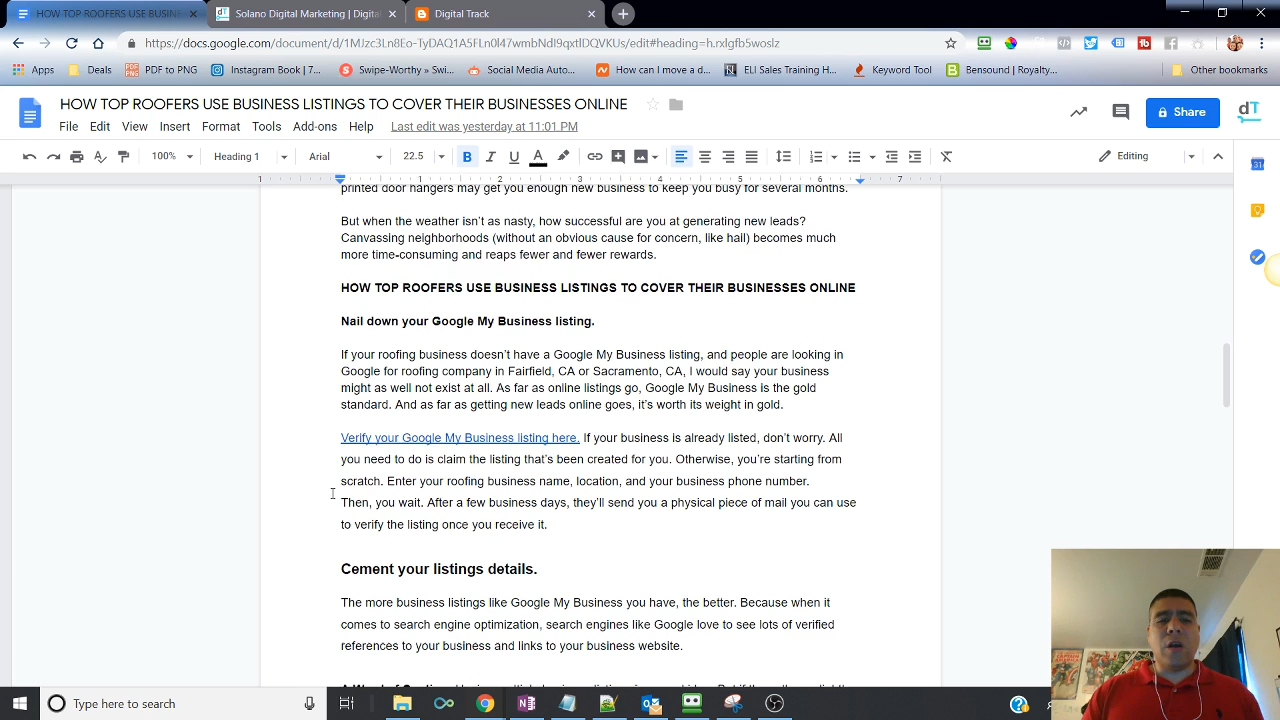 HOW TOP ROOFERS USE BUSINE
Solano Digital Marketing | Digital
Digital Track
https://docs.google.com/document/d/1MJzc3Ln8Eo-TyDAQ1A5FLn0l47wmbNdI9qxtlDQVKUs/edit#heading=h.rxlgfb5woslz
Apps
Deals
PDF to PNG
Instagram Book | 7...
Swipe-Worthy » Swi...
Social Media Auto...
How can I move a d...
ELI Sales Training H...
Keyword Tool
Bensound | Royalty...
Other bookmarks
HOW TOP ROOFERS USE BUSINESS LISTINGS TO COVER THEIR BUSINESSES ONLINE
File Edit View Insert Format Tools Add-ons Help Last edit was yesterday at 11:01 PM
Share
dT
100% Heading 1 Arial 22.5 B I U A Editing
1 1 2 3 4 5 6 7
31
printed door hangers may get you enough new business to keep you busy for several months.
But when the weather isn't as nasty, how successful are you at generating new leads?
Canvassing neighborhoods (without an obvious cause for concern, like hail) becomes much
more time-consuming and reaps fewer and fewer rewards.
HOW TOP ROOFERS USE BUSINESS LISTINGS TO COVER THEIR BUSINESSES ONLINE
Nail down your Google My Business listing.
If your roofing business doesn't have a Google My Business listing, and people are looking in
Google for roofing company in Fairfield, CA or Sacramento, CA, I would say your business
might as well not exist at all. As far as online listings go, Google My Business is the gold
standard. And as far as getting new leads online goes, it's worth its weight in gold.
Verify your Google My Business listing here. If your business is already listed, don't worry. All
you need to do is claim the listing that's been created for you. Otherwise, you're starting from
scratch. Enter your roofing business name, location, and your business phone number.
Then, you wait. After a few business days, they'll send you a physical piece of mail you can use
to verify the listing once you receive it.
Cement your listings details.
The more business listings like Google My Business you have, the better. Because when it
comes to search engine optimization, search engines like Google love to see lots of verified
references to your business and links to your business website.
Type here to search